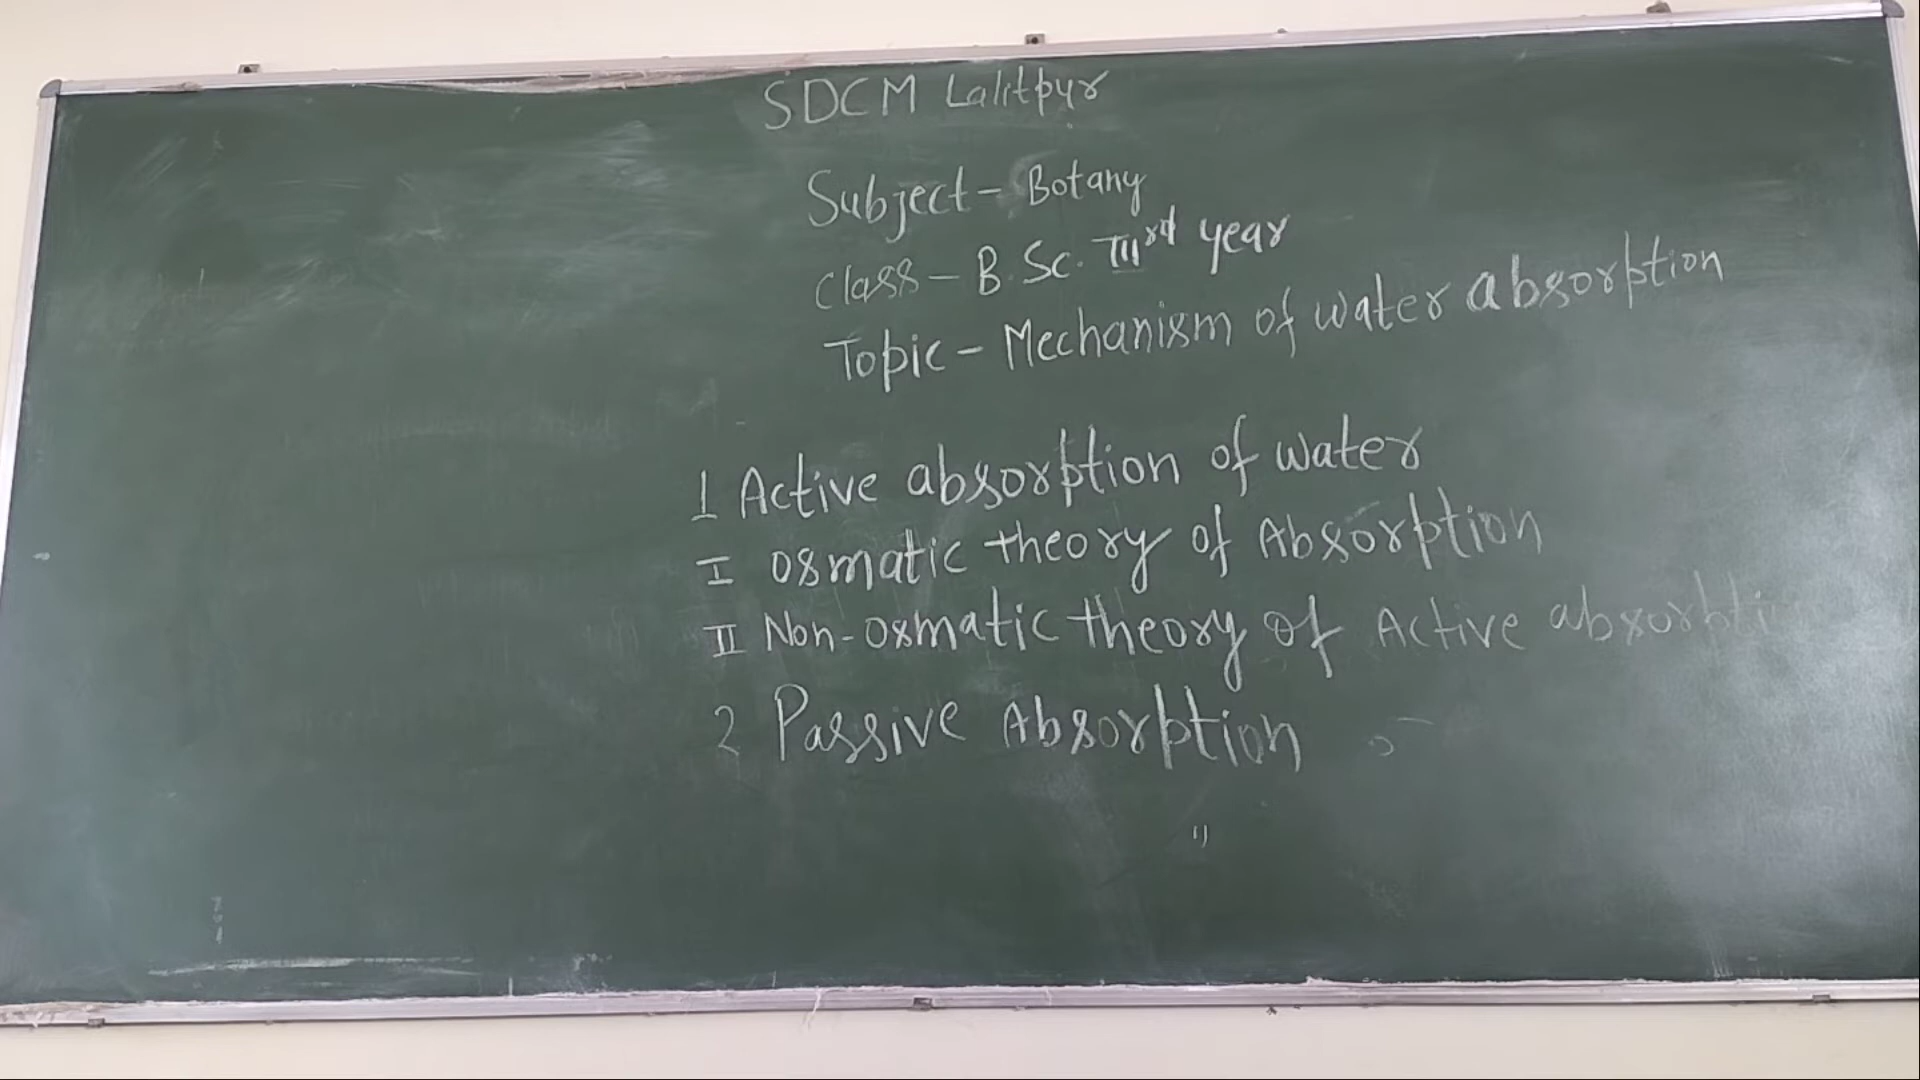 SDCM Lalitpur
Subject - Botany
Class - B.Sc. IIIrd year
Topic - Mechanism of water absorption
1 Active absorption of water
I Osmatic theory of Absorption
II Non-osmatic theory of Active absorbtion
2 Passive Absorption